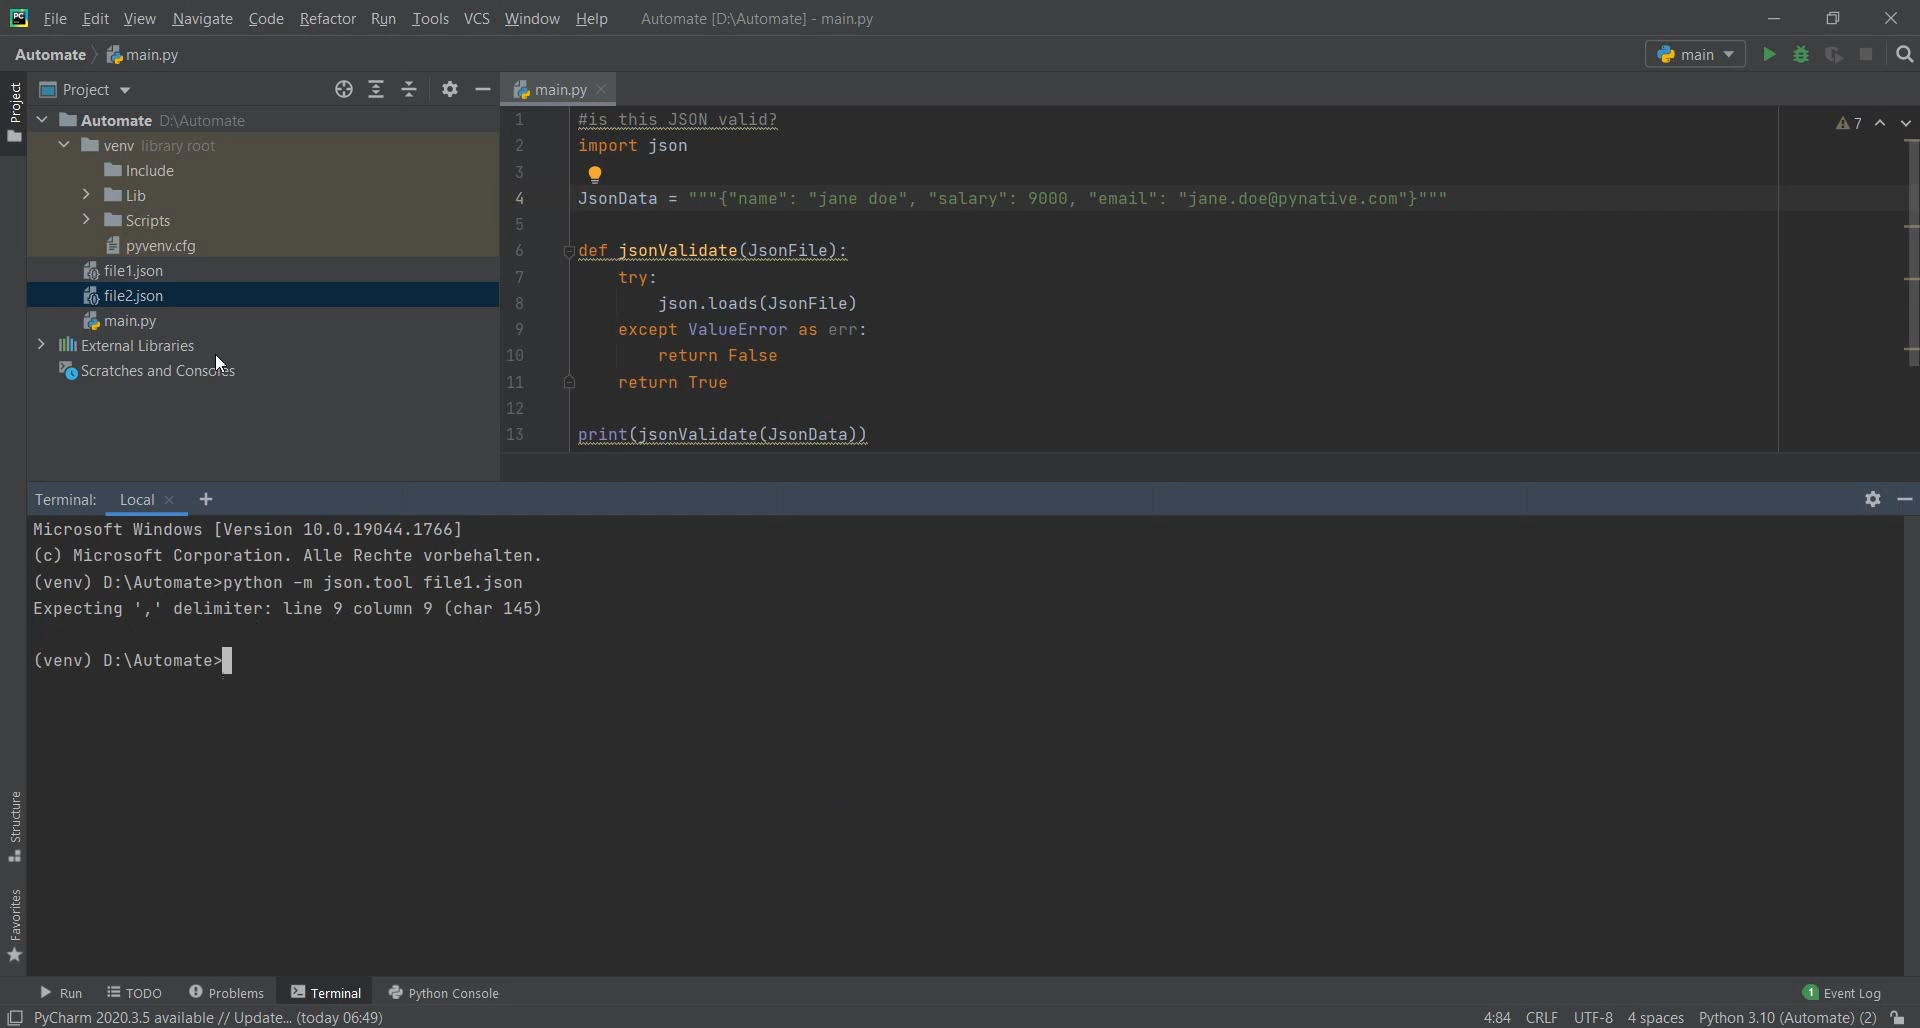 File Edit View Navigate Code Refactor Run Tools VCS Window Help Automate [D:\Automate] - main.py
Automate main.py main
Project
Project main.py
Automate D:\Automate
venv library root
Include
Lib
Scripts
pyvenv.cfg
file1.json
file2.json
main.py
External Libraries
Scratches and Consoles
7
1 #is this JSON valid?
2 import json
3
4 JsonData = """{"name": "jane doe", "salary": 9000, "email": "jane.doe@pynative.com"}"""
5
6 def jsonValidate(JsonFile):
7 try:
8 json.loads(JsonFile)
9 except ValueError as err:
10 return False
11 return True
12
13 print(jsonValidate(JsonData))
Terminal: Local +
Microsoft Windows [Version 10.0.19044.1766]
(c) Microsoft Corporation. Alle Rechte vorbehalten.
(venv) D:\Automate>python -m json.tool file1.json
Expecting ',' delimiter: line 9 column 9 (char 145)
(venv) D:\Automate>
Structure
Favorites
Run TODO Problems Terminal Python Console 1 Event Log
PyCharm 2020.3.5 available // Update... (today 06:49) 4:84 CRLF UTF-8 4 spaces Python 3.10 (Automate) (2)